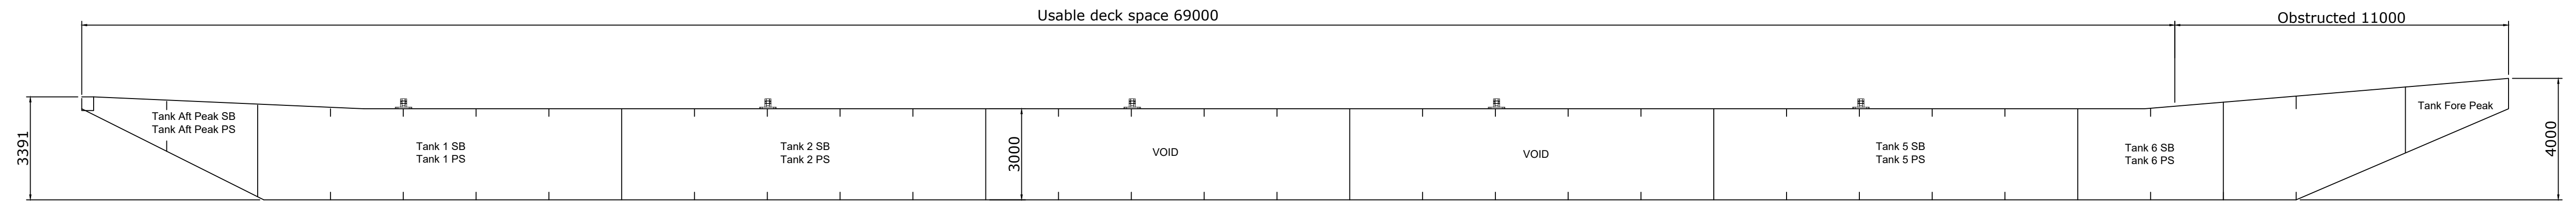 Usable deck space 69000
Obstructed 11000
3391
Tank Aft Peak SB
Tank Aft Peak PS
Tank 1 SB
Tank 1 PS
Tank 2 SB
Tank 2 PS
3000
VOID
VOID
Tank 5 SB
Tank 5 PS
Tank 6 SB
Tank 6 PS
Tank Fore Peak
4000